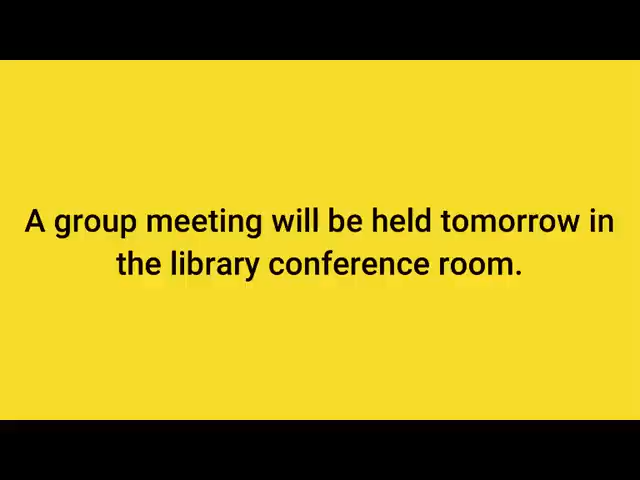 A group meeting will be held tomorrow in
the library conference room.